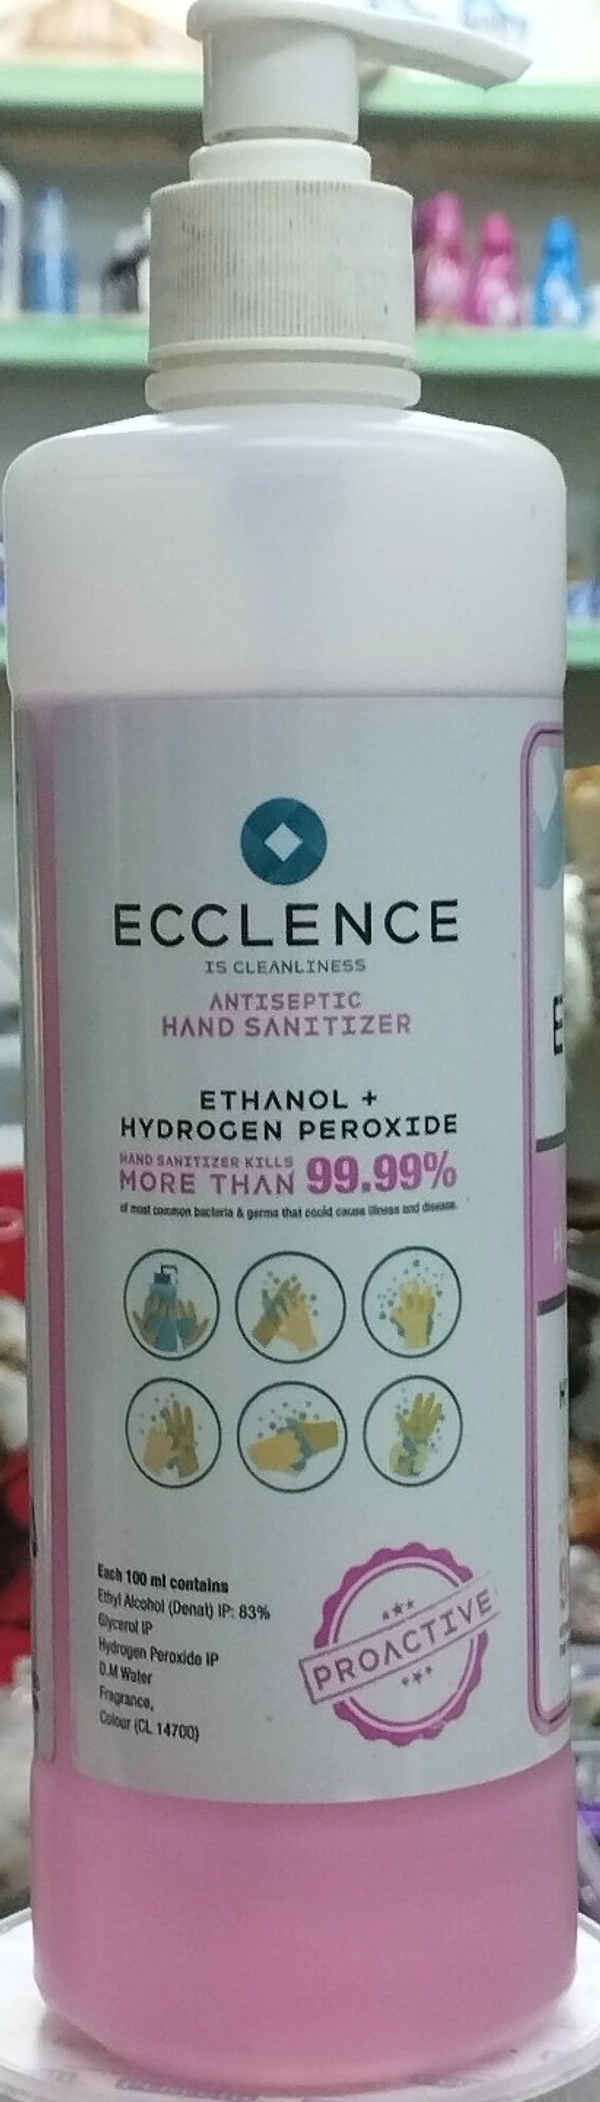 ECCLENCE
IS CLEANLINESS
ANTISEPTIC
HAND SANITIZER
ETHANOL +
HYDROGEN PEROXIDE
HAND SANITIZER KILLS
MORE THAN 99.99%
of most common bacteria & germs that could cause illness and disease.
Each 100 ml contains
Ethyl Alcohol (Denat) IP: 83%
Glycerol IP
Hydrogen Peroxide IP
D.M Water
Fragrance,
Colour (CL 14700)
PROACTIVE